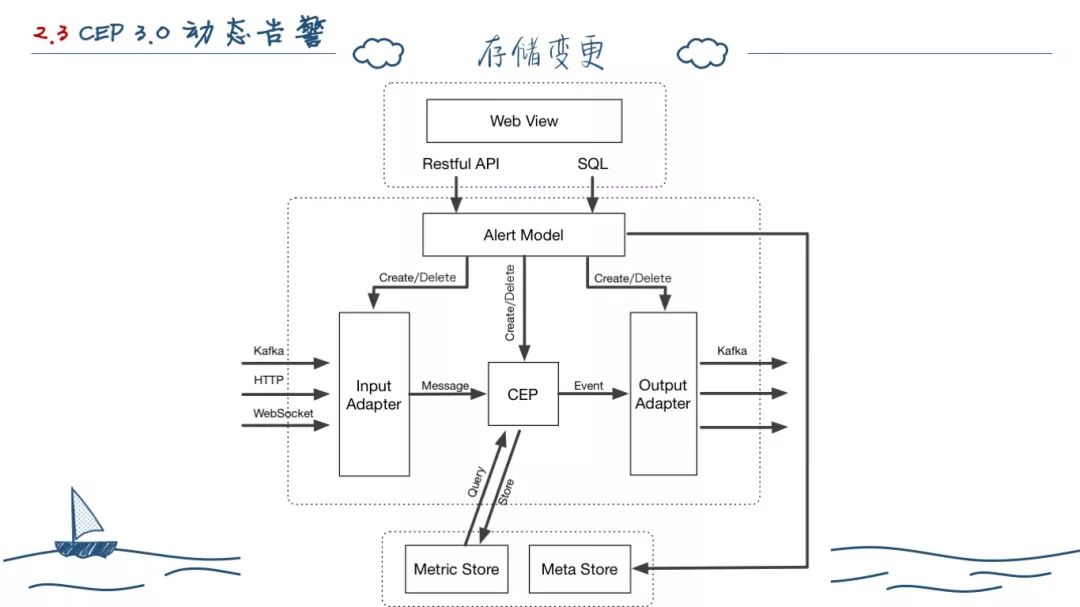 2.3 CEP 3.0 动态告警
存储变更
Web View
Restful API
SQL
Alert Model
Create/Delete
Create/Delete
Create/Delete
Kafka
HTTP
WebSocket
Input
Adapter
Message
CEP
Event
Output
Adapter
Kafka
Query
Store
Metric Store
Meta Store